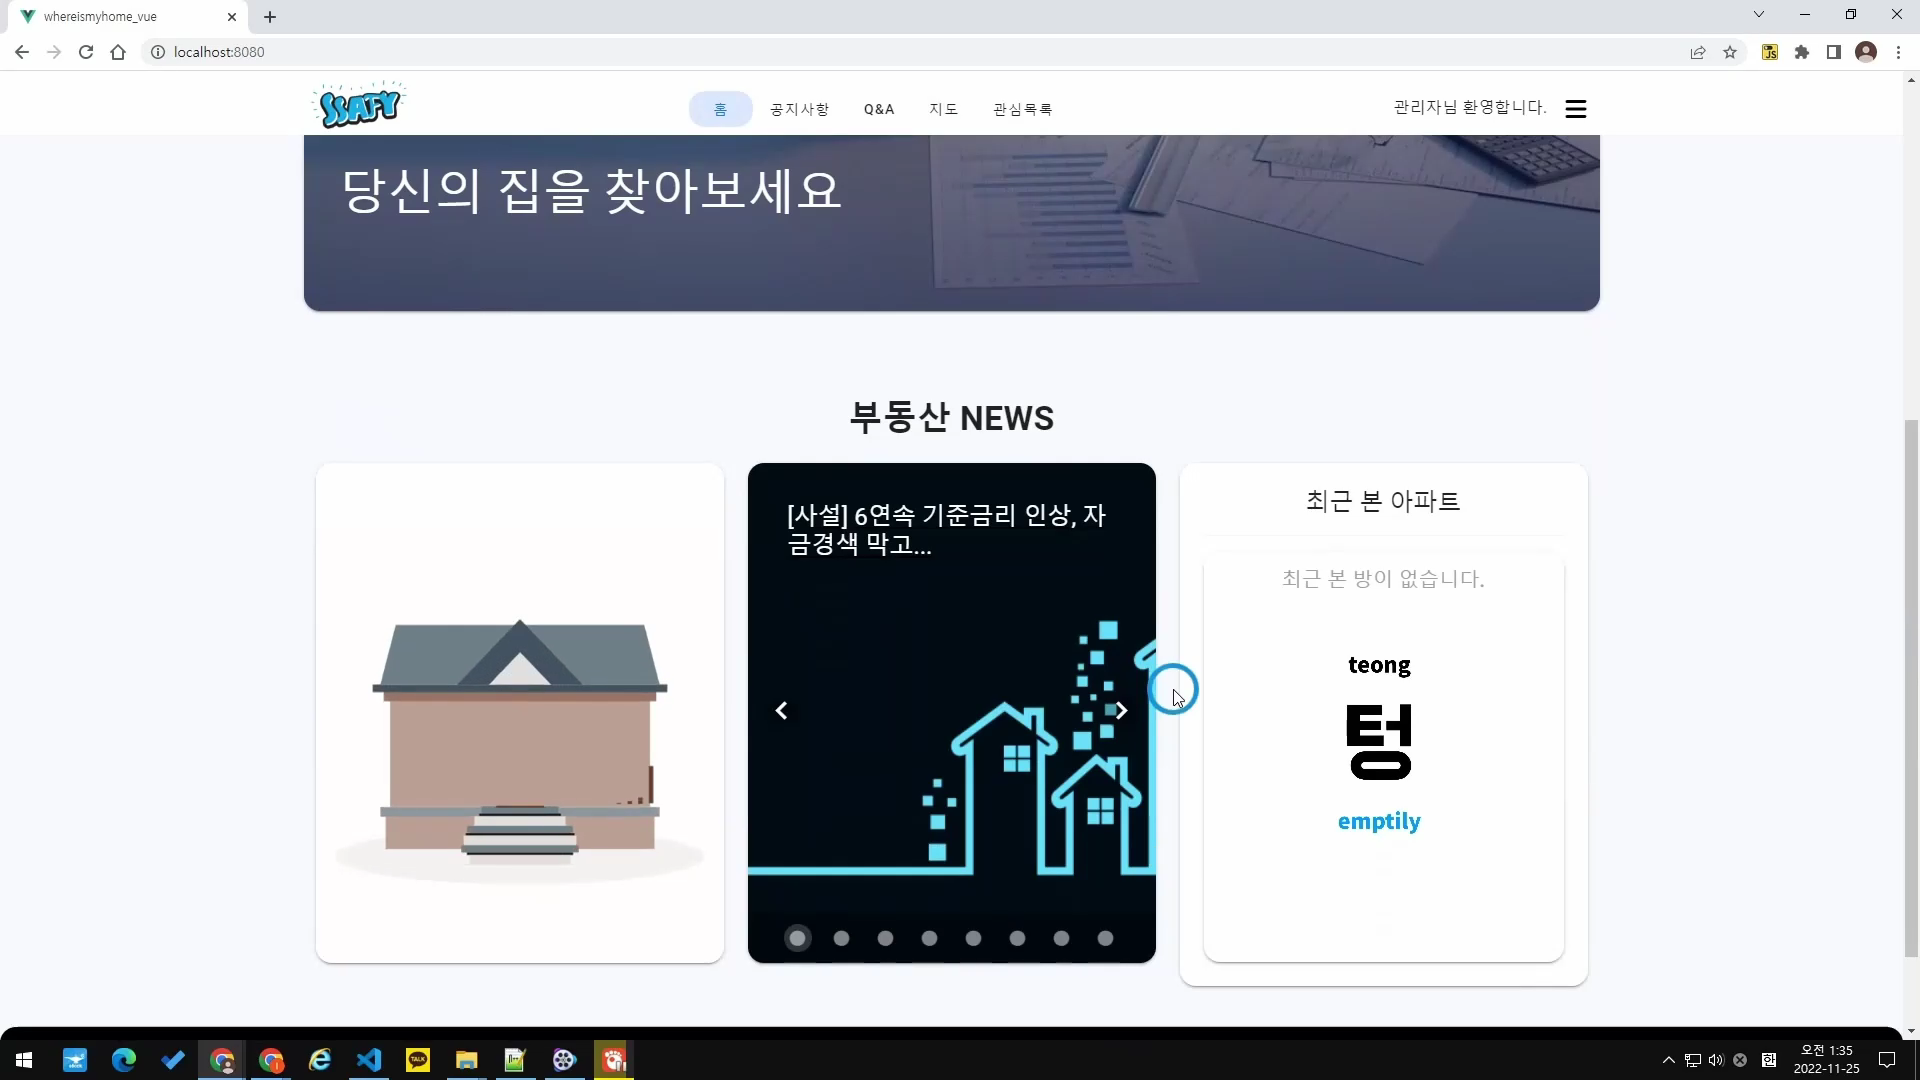 whereismyhome_vue
localhost:8080
SSAFY
홈 공지사항 Q&A 지도 관심목록
관리자님 환영합니다.
당신의 집을 찾아보세요
부동산 NEWS
[사설] 6연속 기준금리 인상, 자
금경색 막고...
최근 본 아파트
최근 본 방이 없습니다.
teong
텅
emptily
JS
TALK
한
오전 1:35
2022-11-25